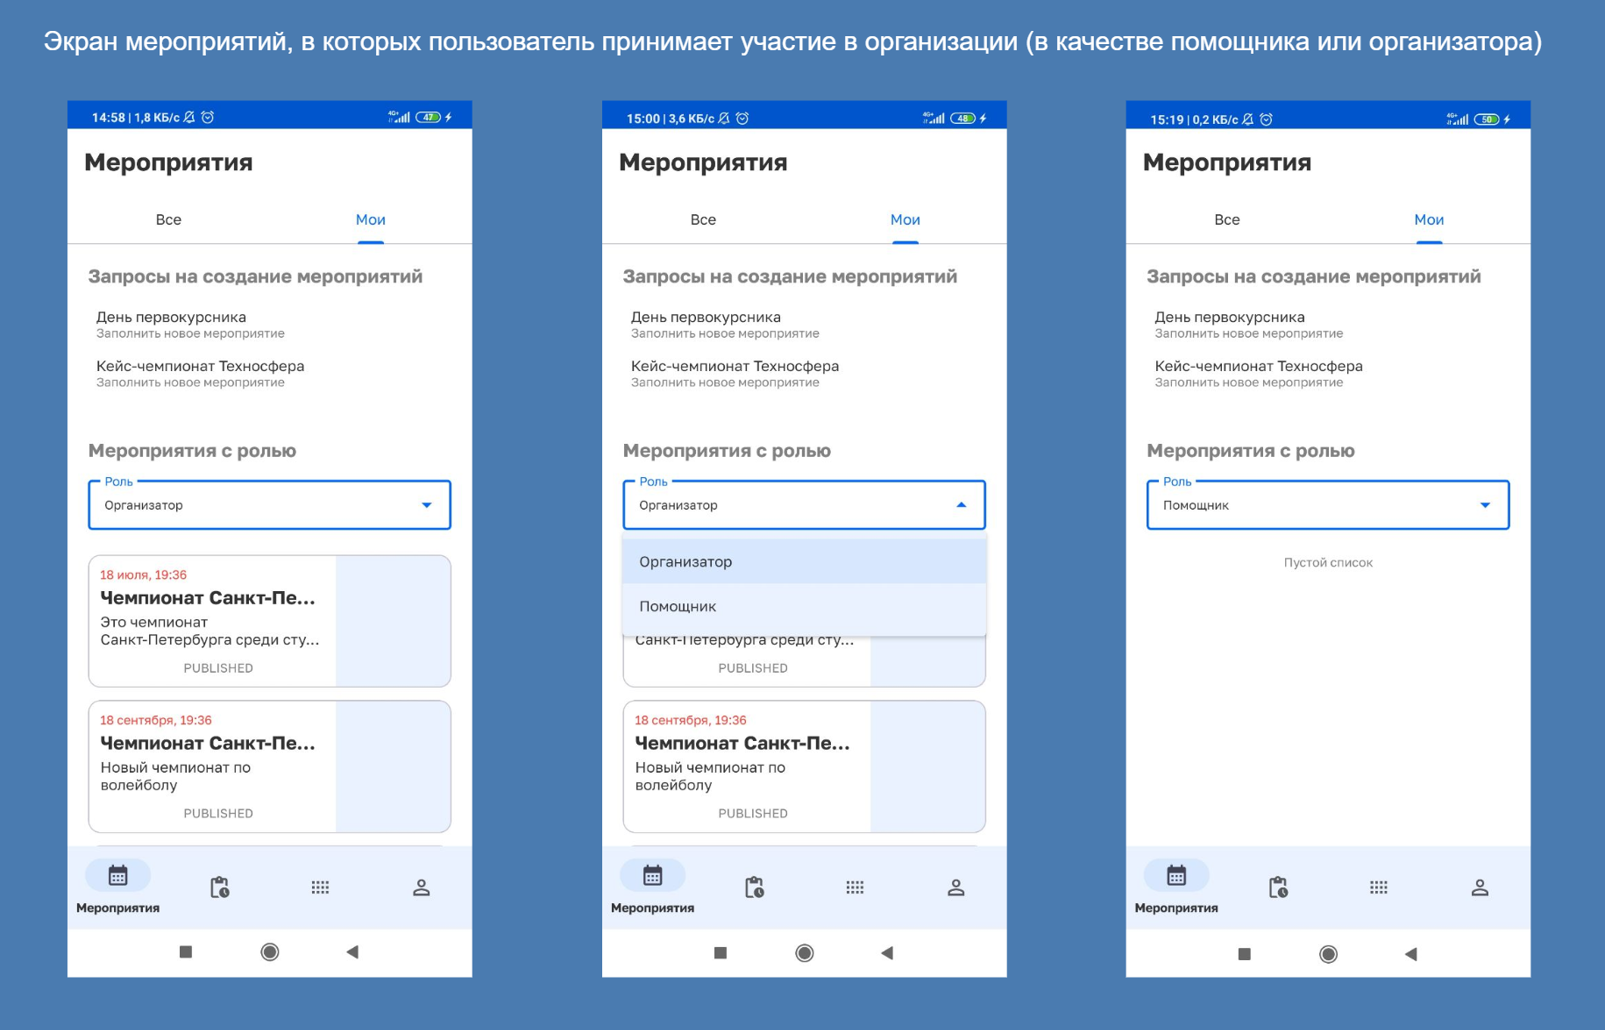 Экран мероприятий, в которых пользователь принимает участие в организации (в качестве помощника или организатора)
14:58 | 1,8 КБ/с
4G+
47
Мероприятия
Все Мои
Запросы на создание мероприятий
День первокурсника
Заполнить новое мероприятие
Кейс-чемпионат Техносфера
Заполнить новое мероприятие
Мероприятия с ролью
Роль
Организатор
18 июля, 19:36
Чемпионат Санкт-Пе...
Это чемпионат
Санкт-Петербурга среди сту...
PUBLISHED
18 сентября, 19:36
Чемпионат Санкт-Пе...
Новый чемпионат по
волейболу
PUBLISHED
Мероприятия
15:00 | 3,6 КБ/с
4G+
48
Мероприятия
Все Мои
Запросы на создание мероприятий
День первокурсника
Заполнить новое мероприятие
Кейс-чемпионат Техносфера
Заполнить новое мероприятие
Мероприятия с ролью
Роль
Организатор
Организатор
Помощник
Санкт-Петербурга среди сту...
PUBLISHED
18 сентября, 19:36
Чемпионат Санкт-Пе...
Новый чемпионат по
волейболу
PUBLISHED
Мероприятия
15:19 | 0,2 КБ/с
4G+
50
Мероприятия
Все Мои
Запросы на создание мероприятий
День первокурсника
Заполнить новое мероприятие
Кейс-чемпионат Техносфера
Заполнить новое мероприятие
Мероприятия с ролью
Роль
Помощник
Пустой список
Мероприятия